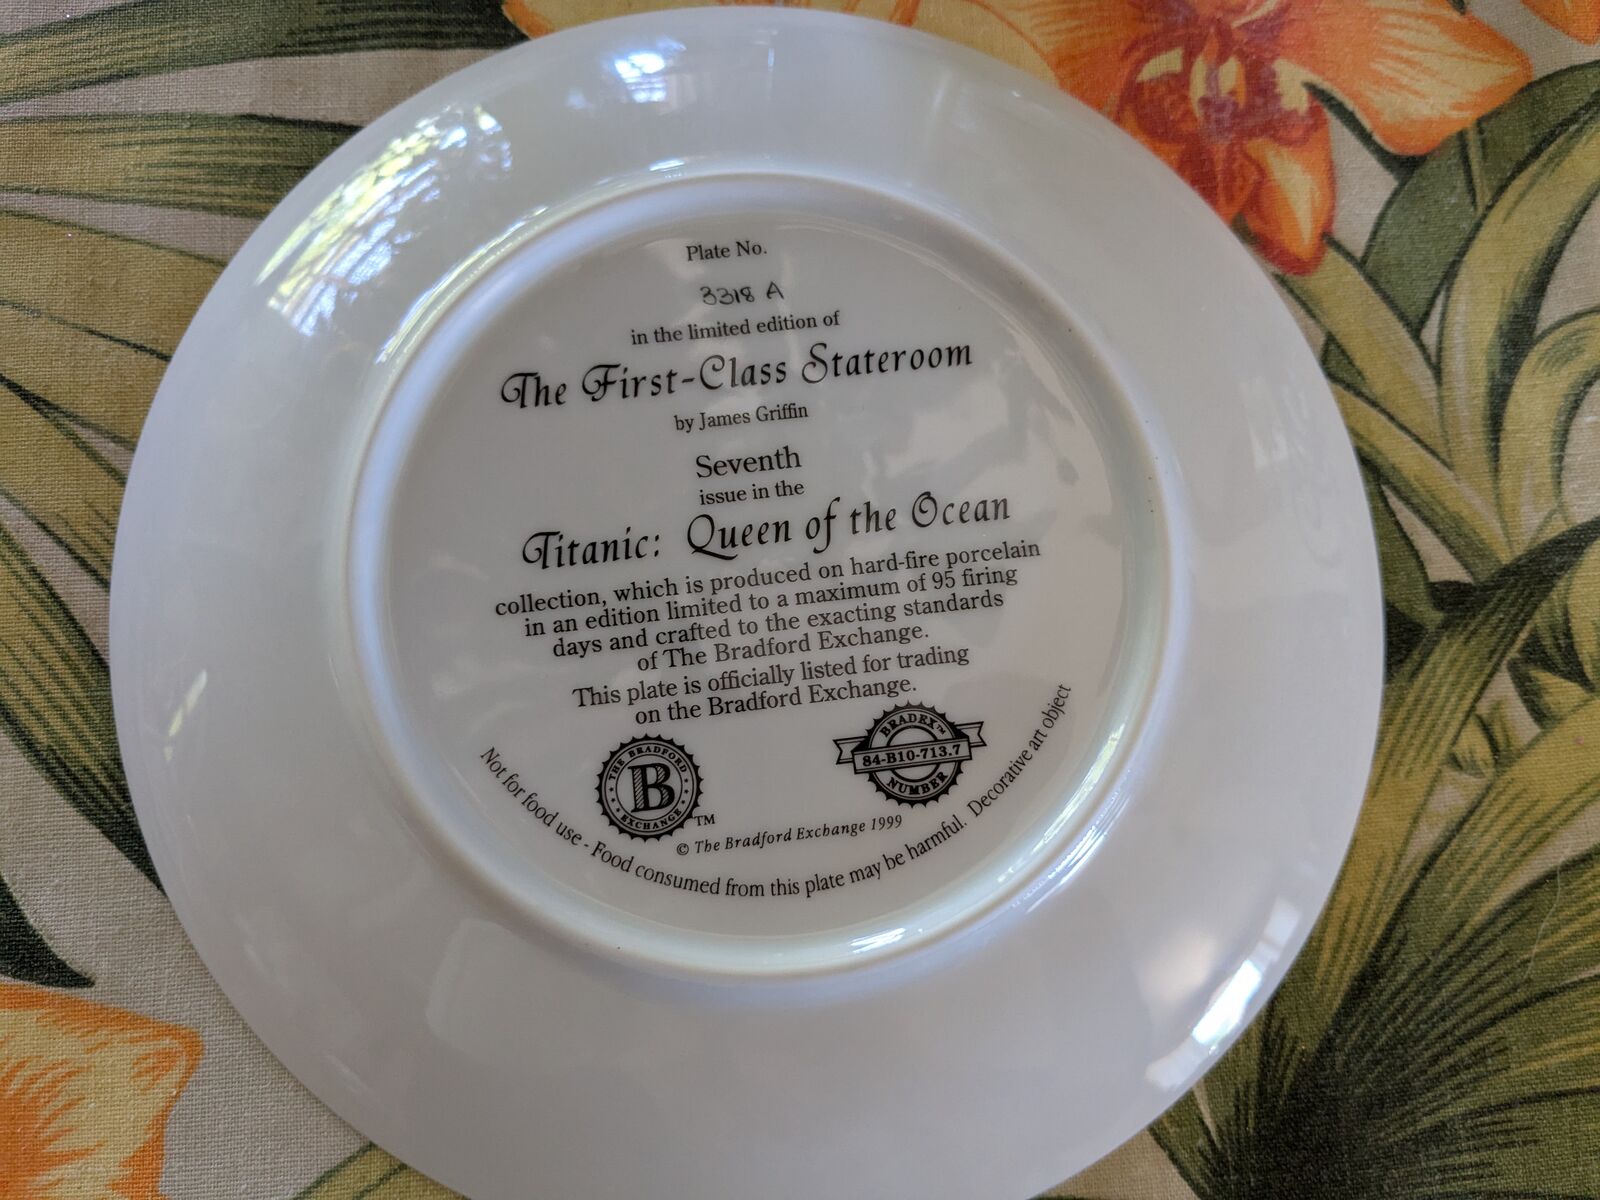 Plate No.
3318 A
in the limited edition of
The First-Class Stateroom
by James Griffin
Seventh
issue in the
Titanic: Queen of the Ocean
collection, which is produced on hard-fire porcelain
in an edition limited to a maximum of 95 firing
days and crafted to the exacting standards
of The Bradford Exchange.
This plate is officially listed for trading
on the Bradford Exchange.
THE BRADFORD
B
EXCHANGE
TM
BRADEX™
84-B10-713.7
NUMBER
© The Bradford Exchange 1999
Not for food use - Food consumed from this plate may be harmful. Decorative art object